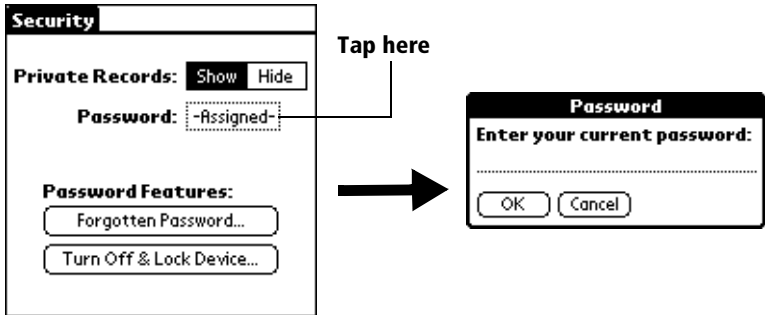 Security
Private Records: Show Hide
Password: -Assigned-
Password Features:
Forgotten Password...
Turn Off & Lock Device...
Tap here
Password
Enter your current password:
OK Cancel